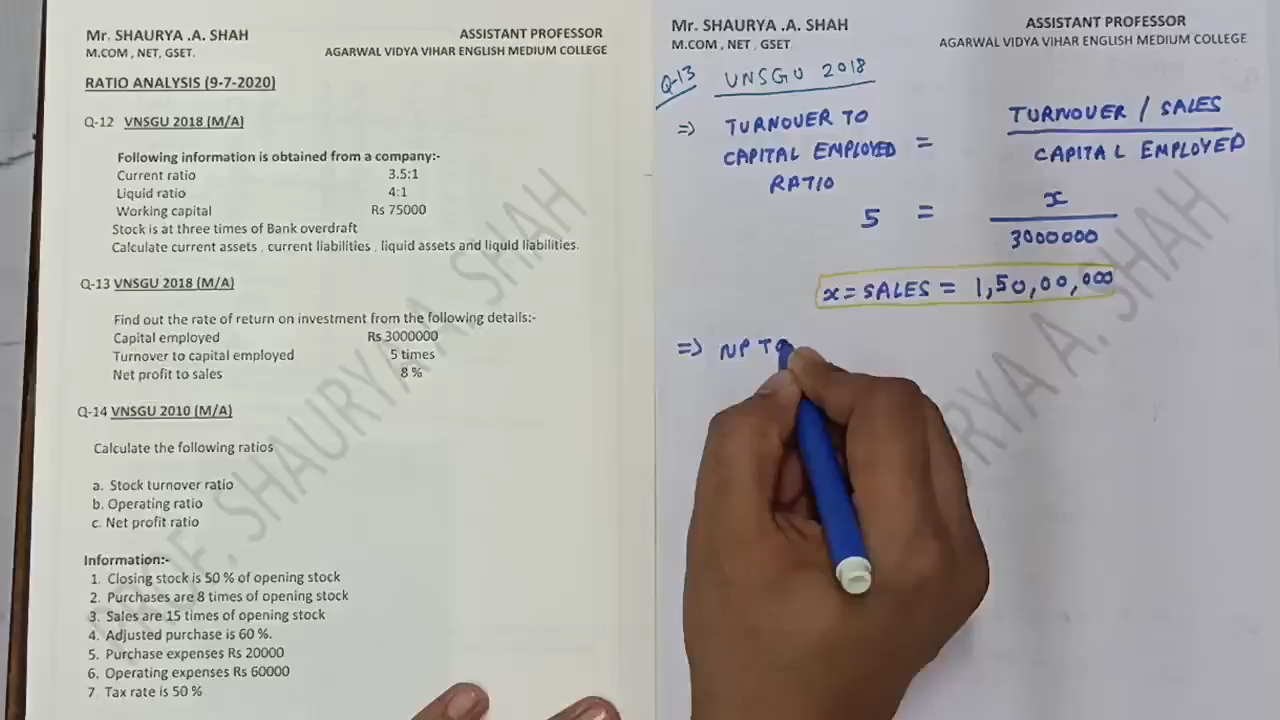 Mr. SHAURYA .A. SHAH
ASSISTANT PROFESSOR
M.COM , NET, GSET.
AGARWAL VIDYA VIHAR ENGLISH MEDIUM COLLEGE
RATIO ANALYSIS (9-7-2020)
Q-12 VNSGU 2018 (M/A)
Following information is obtained from a company:-
Current ratio 3.5:1
Liquid ratio 4:1
Working capital Rs 75000
Stock is at three times of Bank overdraft
Calculate current assets , current liabilities , liquid assets and liquid liabilities.
Q-13 VNSGU 2018 (M/A)
Find out the rate of return on investment from the following details:-
Capital employed Rs 3000000
Turnover to capital employed 5 times
Net profit to sales 8 %
Q-14 VNSGU 2010 (M/A)
Calculate the following ratios
a. Stock turnover ratio
b. Operating ratio
c. Net profit ratio
Information:-
1. Closing stock is 50 % of opening stock
2. Purchases are 8 times of opening stock
3. Sales are 15 times of opening stock
4. Adjusted purchase is 60 %.
5. Purchase expenses Rs 20000
6. Operating expenses Rs 60000
7. Tax rate is 50 %
PROF. SHAURYA A. SHAH
Mr. SHAURYA .A. SHAH
ASSISTANT PROFESSOR
M.COM , NET , GSET.
AGARWAL VIDYA VIHAR ENGLISH MEDIUM COLLEGE
Q-13 VNSGU 2018
=> TURNOVER TO CAPITAL EMPLOYED RATIO = TURNOVER / SALES
CAPITAL EMPLOYED
5 = x
3000000
x = SALES = 1,50,00,000
=> NP TO
URYA A. SHAH